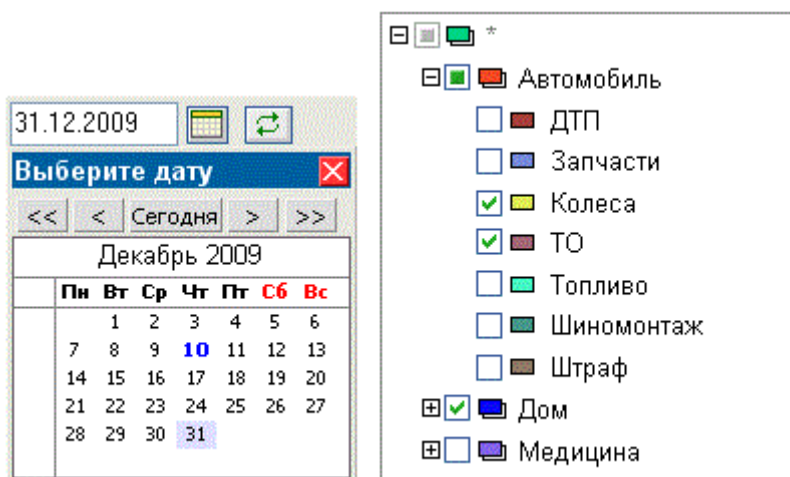 31.12.2009
Выберите дату
<< < Сегодня > >>
Декабрь 2009
Пн Вт Ср Чт Пт Сб Вс
1 2 3 4 5 6
7 8 9 10 11 12 13
14 15 16 17 18 19 20
21 22 23 24 25 26 27
28 29 30 31
*
Автомобиль
ДТП
Запчасти
Колеса
ТО
Топливо
Шиномонтаж
Штраф
Дом
Медицина